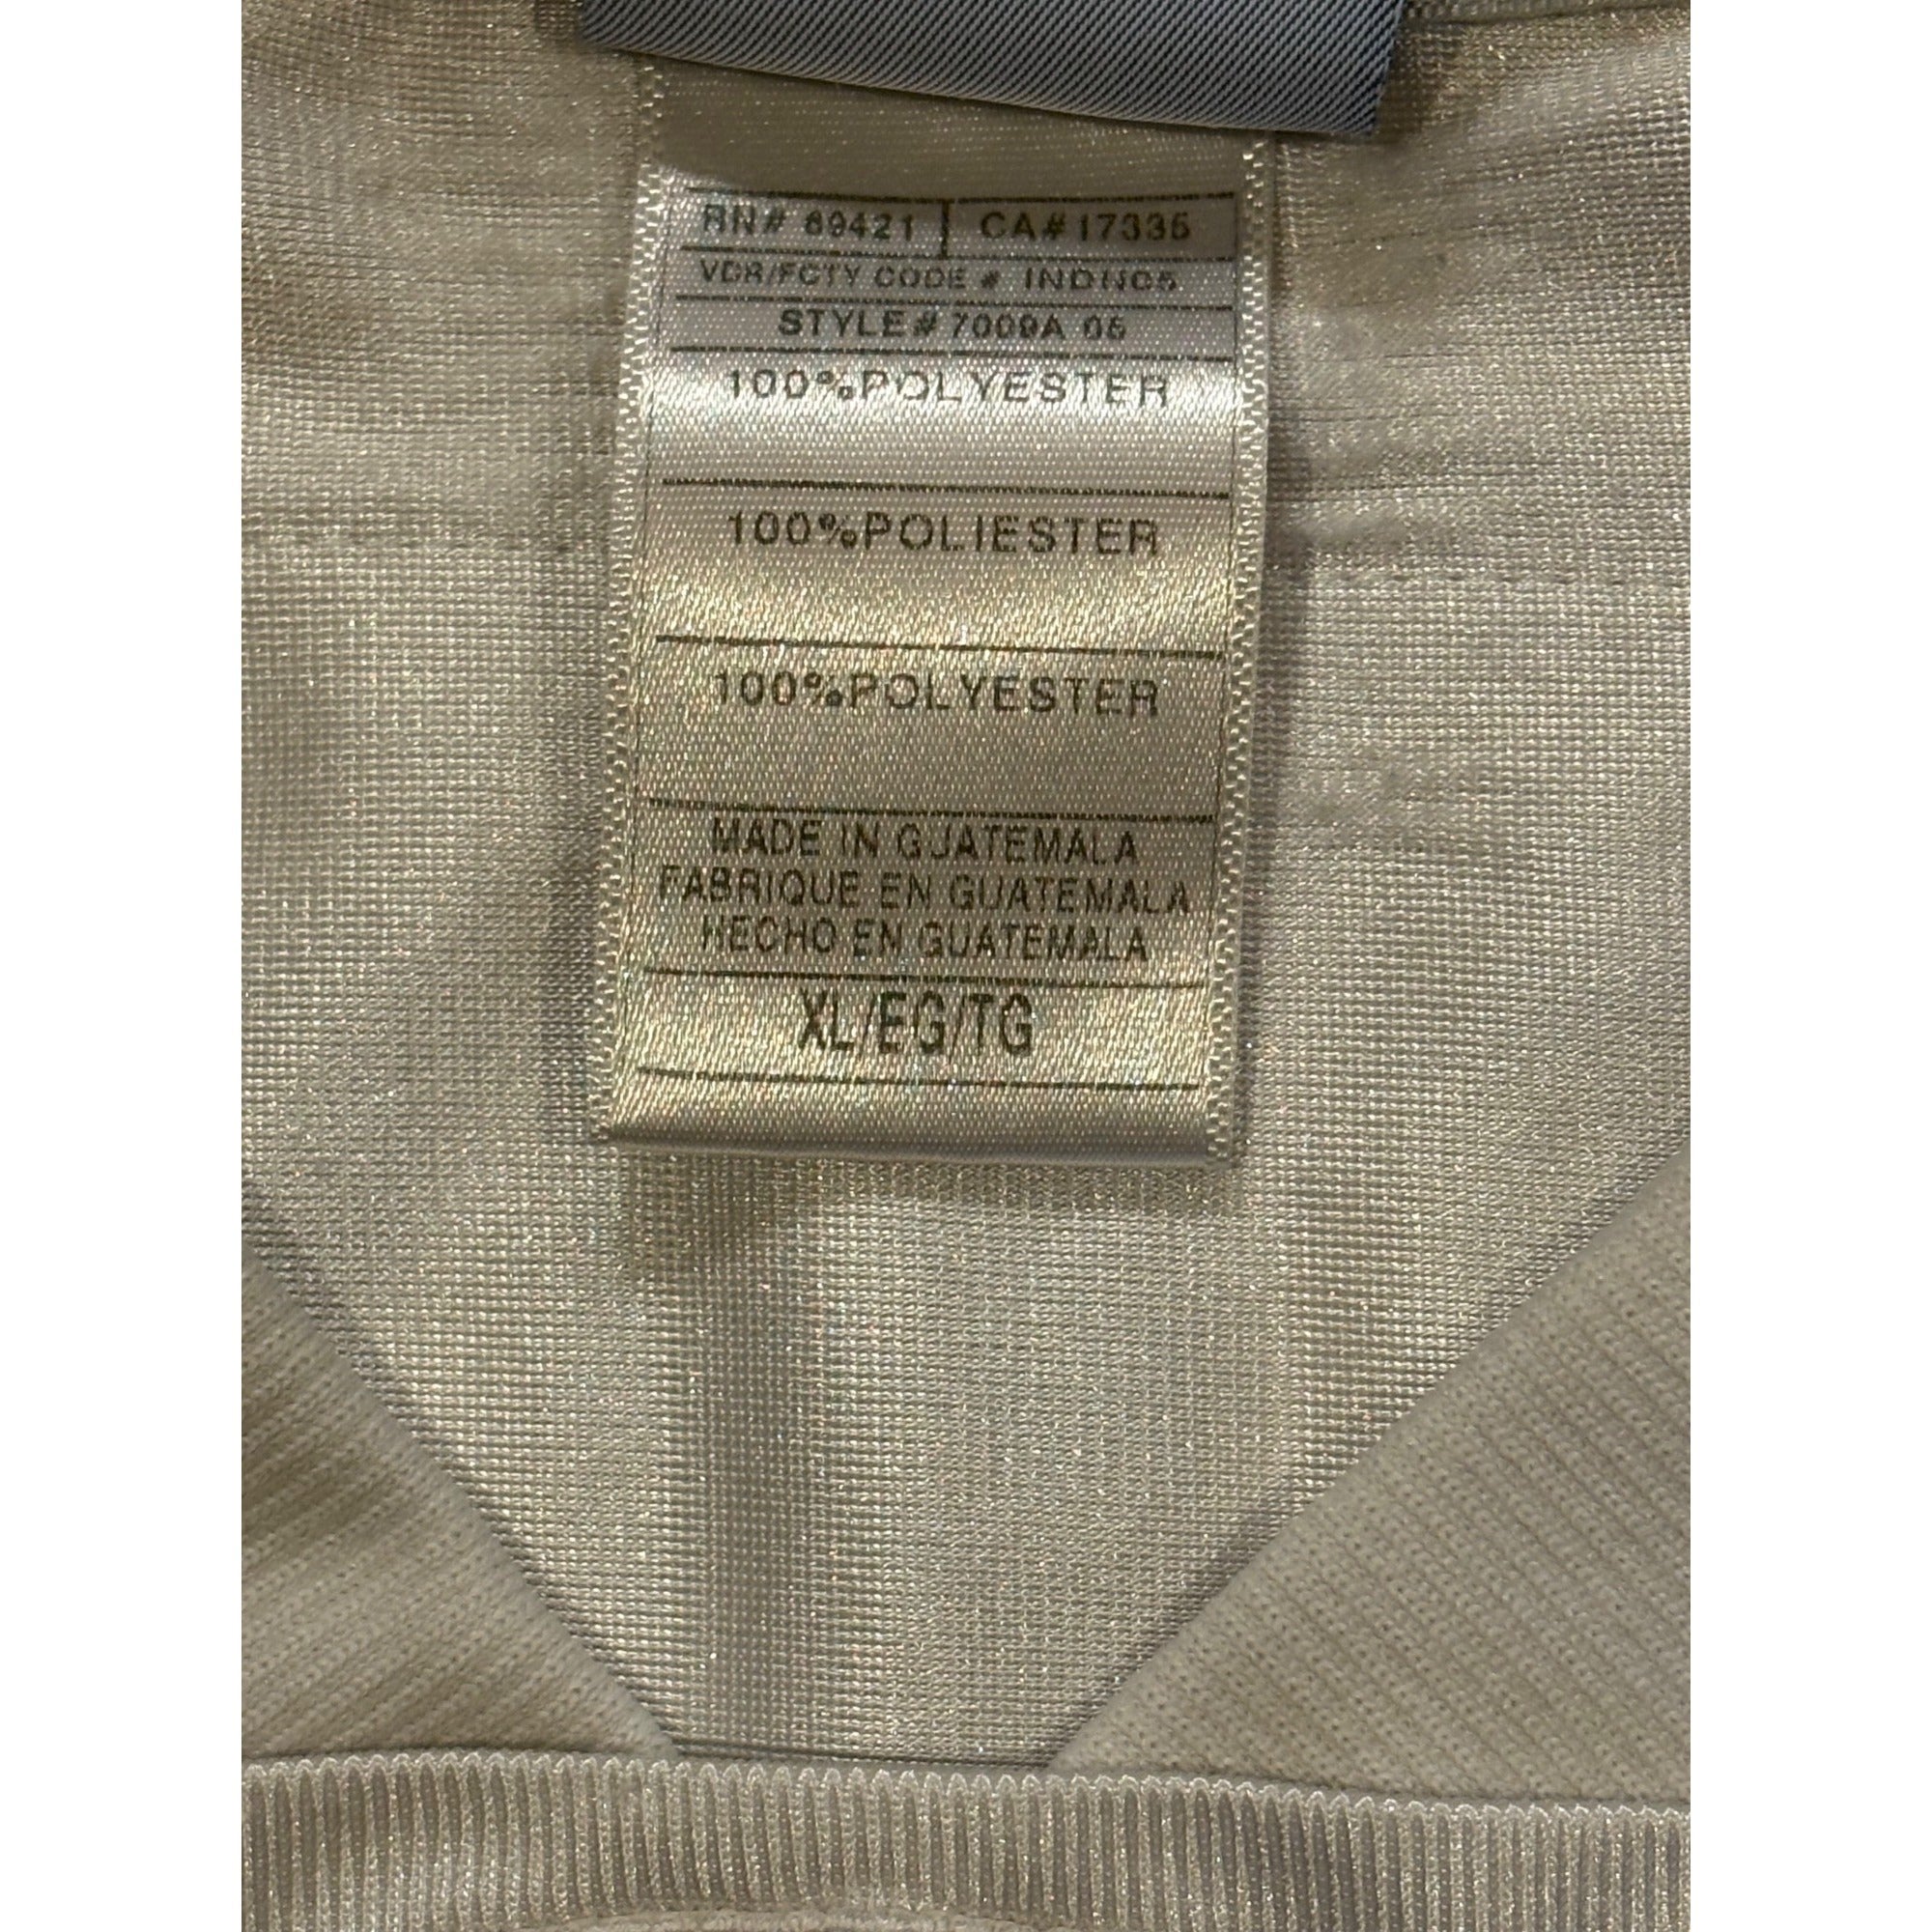 RN# 89421 | CA#17335
VDR/FCTY CODE # INDH05
STYLE#7009A 05
100%POLYESTER
100%POLIESTER
100%POLYESTER
MADE IN GUATEMALA
FABRIQUE EN GUATEMALA
HECHO EN GUATEMALA
XL/EG/TG